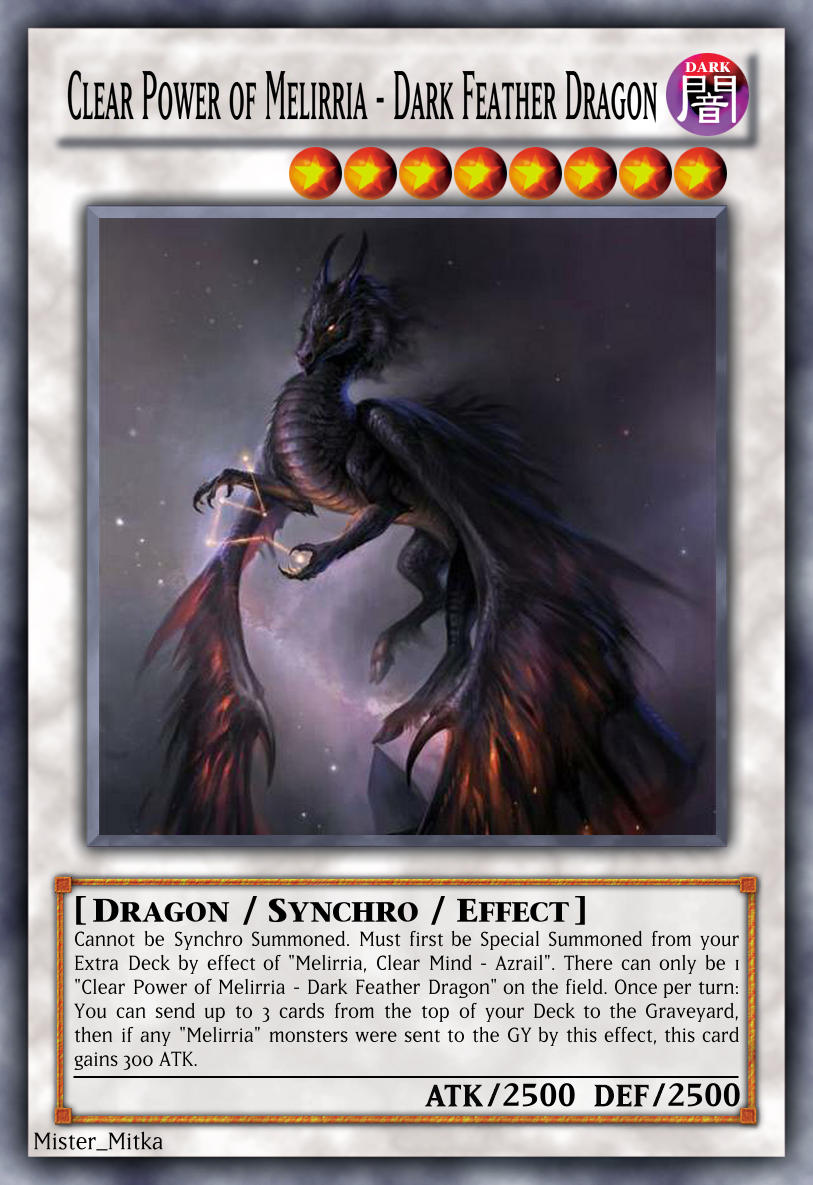 Clear Power of Melirria - Dark Feather Dragon
DARK
闇
[ Dragon / Synchro / Effect ]
Cannot be Synchro Summoned. Must first be Special Summoned from your
Extra Deck by effect of "Melirria, Clear Mind - Azrail". There can only be 1
"Clear Power of Melirria - Dark Feather Dragon" on the field. Once per turn:
You can send up to 3 cards from the top of your Deck to the Graveyard,
then if any "Melirria" monsters were sent to the GY by this effect, this card
gains 300 ATK.
ATK/2500 DEF/2500
Mister_Mitka